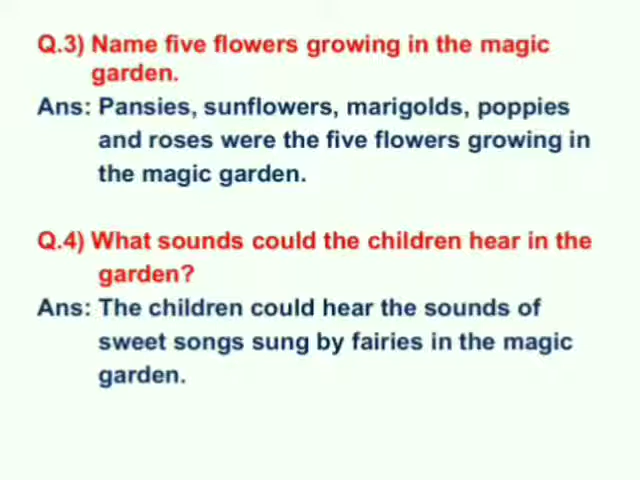 Q.3) Name five flowers growing in the magic
garden.
Ans: Pansies, sunflowers, marigolds, poppies
and roses were the five flowers growing in
the magic garden.
Q.4) What sounds could the children hear in the
garden?
Ans: The children could hear the sounds of
sweet songs sung by fairies in the magic
garden.